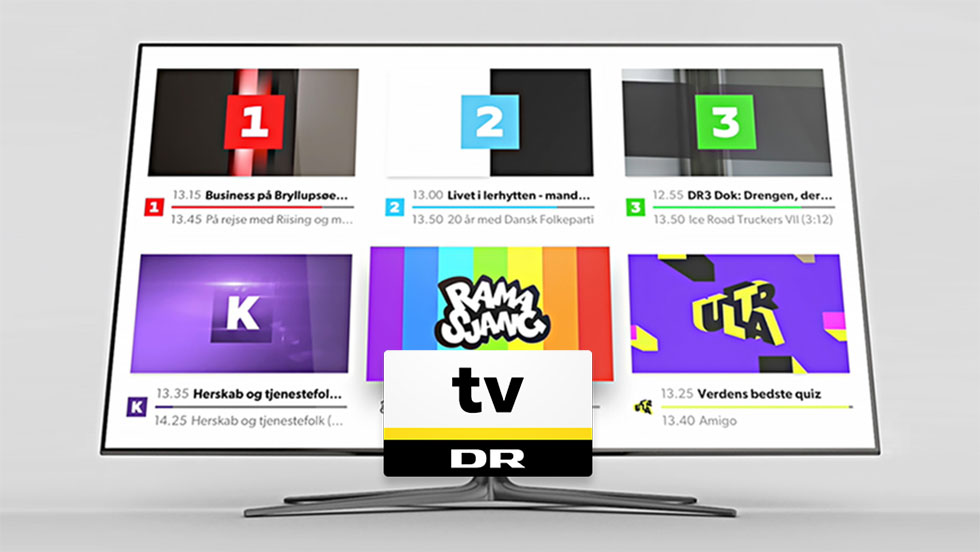 1
2
3
1
13.15 Business på Bryllupsøe...
13.45 På rejse med Riising og m...
2
13.00 Livet i lerhytten - mand...
13.50 20 år med Dansk Folkeparti
3
12.55 DR3 Dok: Drengen, der...
13.50 Ice Road Truckers VII (3:12)
K
RAMA
SJANG
ULTRA
K
13.35 Herskab og tjenestefol...
14.25 Herskab og tjenestefolk (...
tv
DR
ULTRA
13.25 Verdens bedste quiz
13.40 Amigo